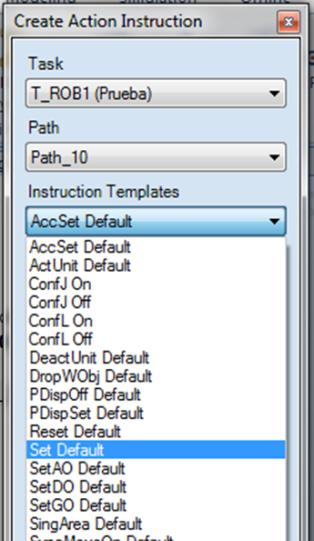 Create Action Instruction
Task
T_ROB1 (Prueba)
Path
Path_10
Instruction Templates
AccSet Default
AccSet Default
ActUnit Default
ConfJ On
ConfJ Off
ConfL On
ConfL Off
DeactUnit Default
DropWObj Default
PDispOff Default
PDispSet Default
Reset Default
Set Default
SetAO Default
SetDO Default
SetGO Default
SingArea Default
SyncMoveOn Default